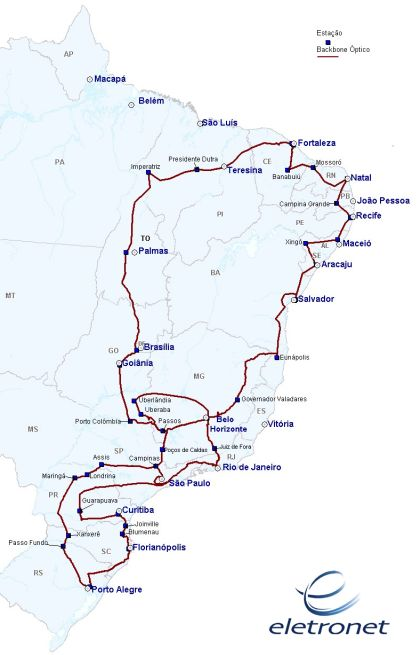 Estação
Backbone Óptico
AP
Macapá
Belém
São Luís
Fortaleza
Presidente Dutra
Teresina
CE
Mossoró
Imperatriz
Banabuiú
RN
Natal
PA
PB
João Pessoa
Campina Grande
Recife
PI
PE
TO
Xingó
AL
Maceió
Palmas
SE
Aracaju
BA
MT
Salvador
DF
Brasília
GO
Goiânia
Eunápolis
MG
Uberlândia
Uberaba
Governador Valadares
ES
Porto Colômbia
Passos
Belo
Horizonte
Vitória
MS
SP
Poços de Caldas
Juiz de Fora
Assis
Campinas
RJ
Rio de Janeiro
Maringá
Londrina
São Paulo
PR
Guarapuava
Curitiba
Joinville
Xanxerê
Blumenau
Passo Fundo
SC
Florianópolis
RS
Porto Alegre
eletronet